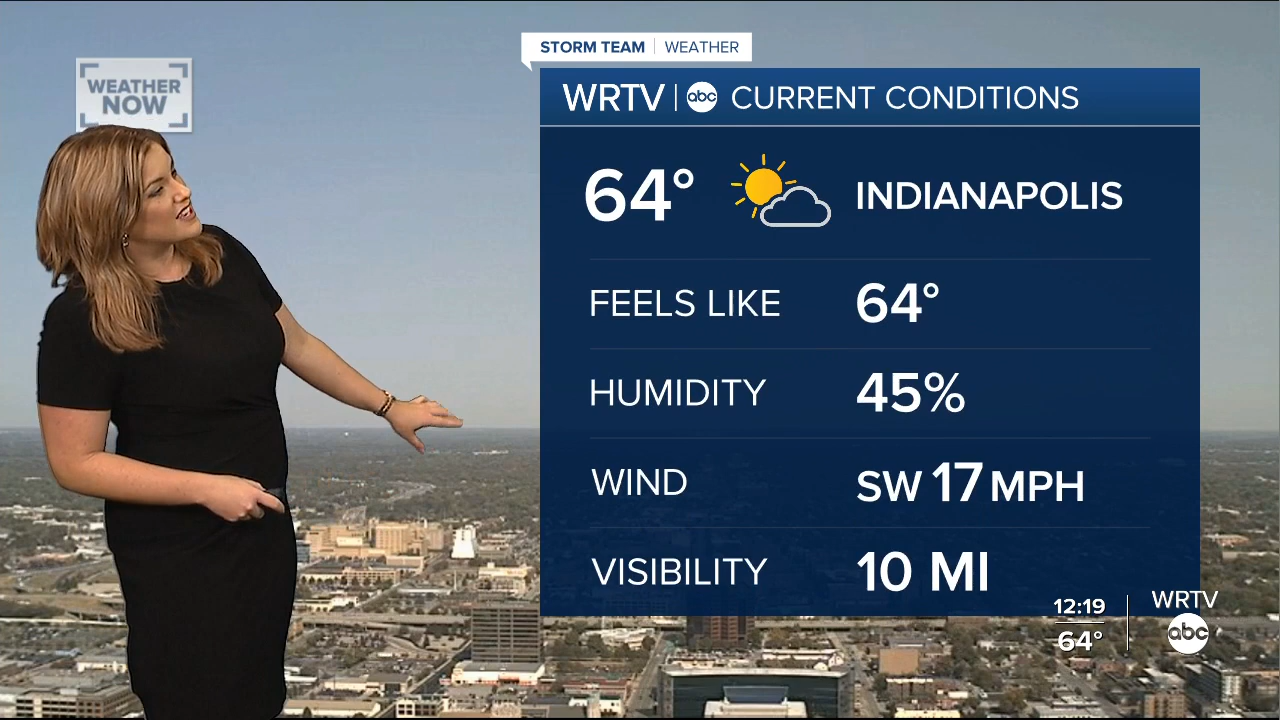 STORM TEAM | WEATHER
WEATHER
NOW
WRTV | abc CURRENT CONDITIONS
64° INDIANAPOLIS
FEELS LIKE 64°
HUMIDITY 45%
WIND SW 17 MPH
VISIBILITY 10 MI
12:19
64°
WRTV
abc